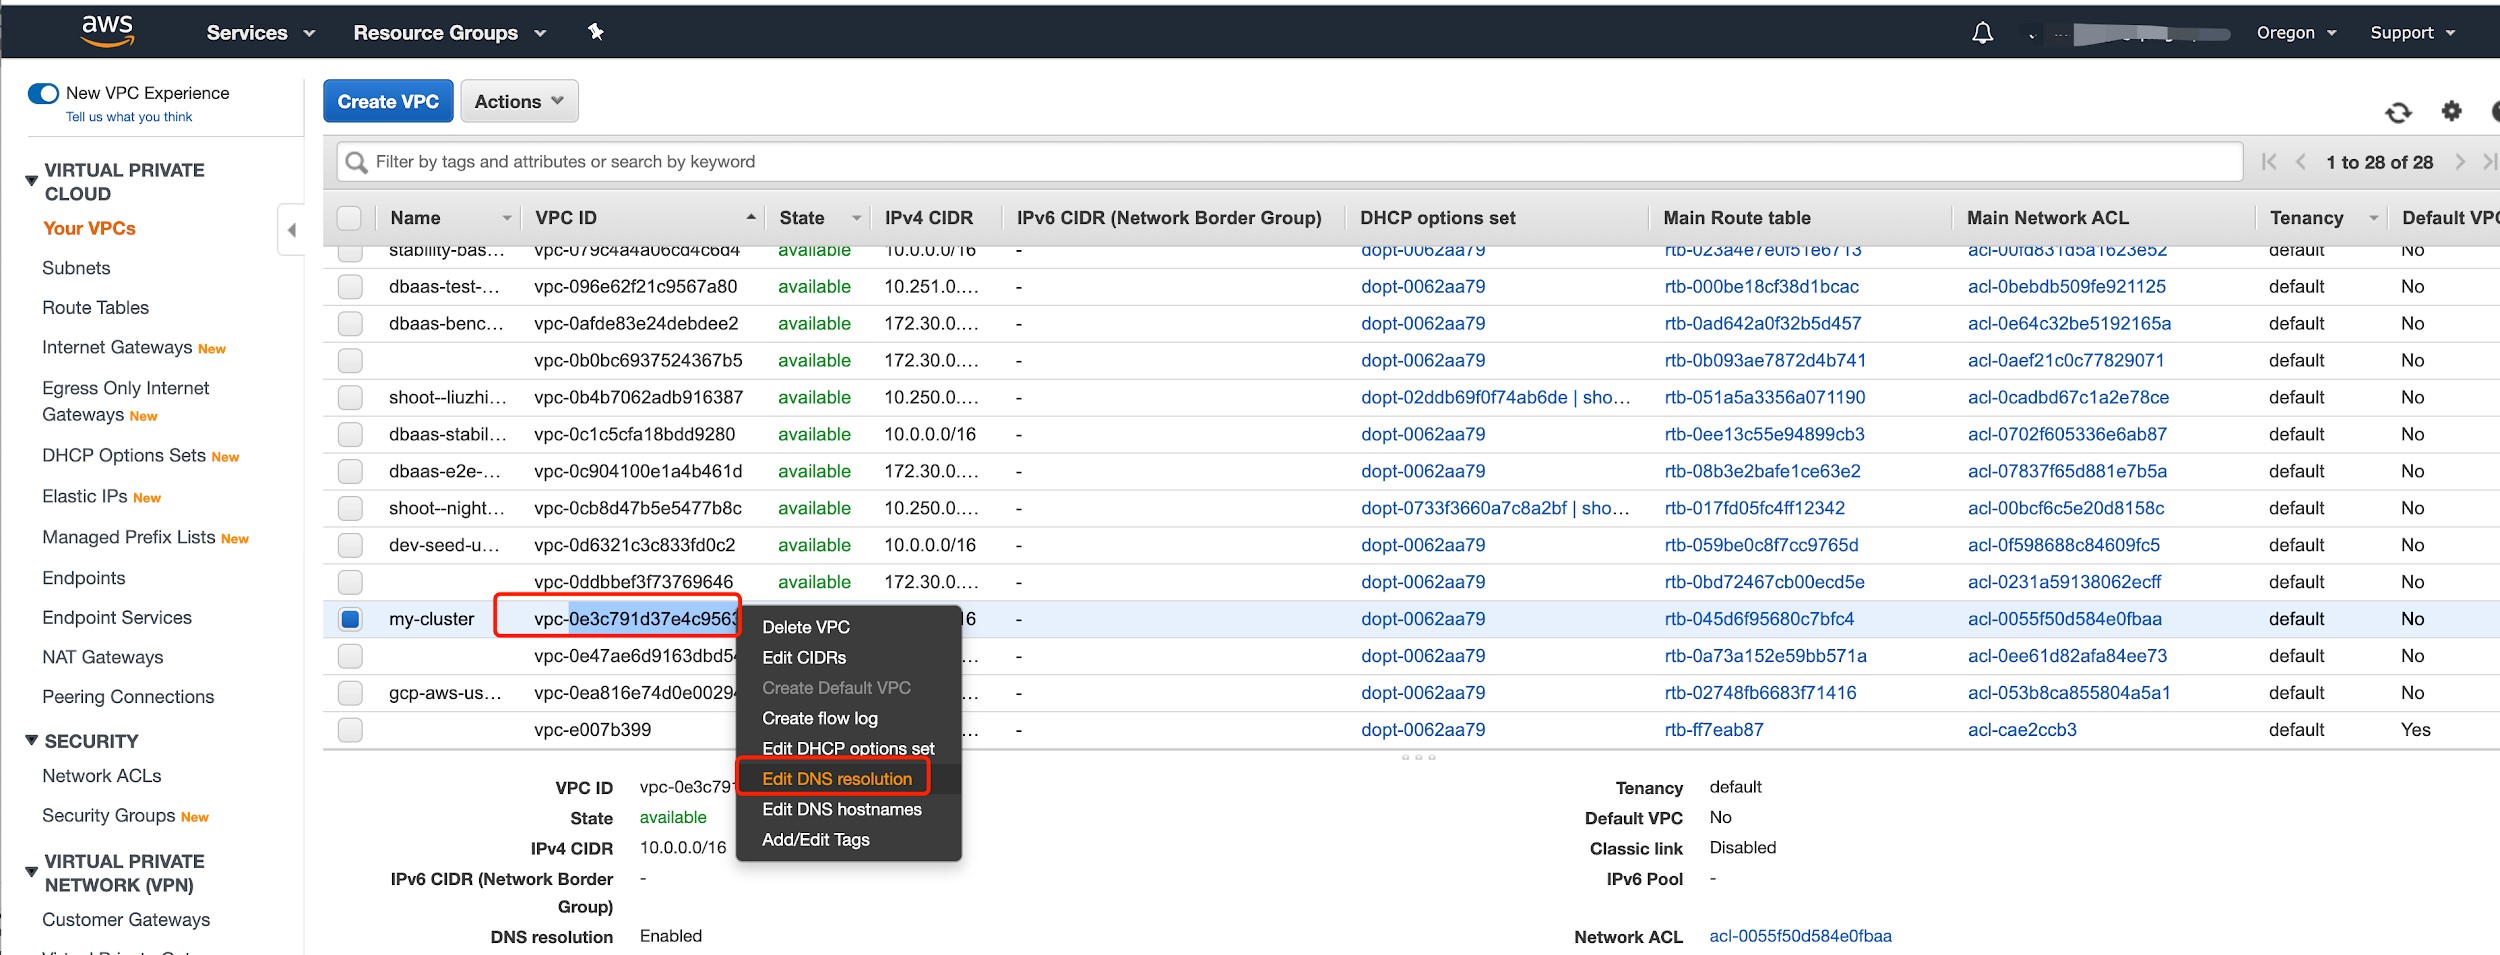 aws Services Resource Groups Oregon Support
New VPC Experience
Tell us what you think
VIRTUAL PRIVATE
CLOUD
Your VPCs
Subnets
Route Tables
Internet Gateways New
Egress Only Internet
Gateways New
DHCP Options Sets New
Elastic IPs New
Managed Prefix Lists New
Endpoints
Endpoint Services
NAT Gateways
Peering Connections
SECURITY
Network ACLs
Security Groups New
VIRTUAL PRIVATE
NETWORK (VPN)
Customer Gateways
Create VPC Actions
Filter by tags and attributes or search by keyword 1 to 28 of 28
Name VPC ID State IPv4 CIDR IPv6 CIDR (Network Border Group) DHCP options set Main Route table Main Network ACL Tenancy Default VPC
stability-bas... vpc-079c4a4a06cd4c6d4 available 10.0.0.0/16 - dopt-0062aa79 rtb-023a4e7e0f51e6713 acl-00fd831d5a1623e52 default No
dbaas-test-... vpc-096e62f21c9567a80 available 10.251.0.... - dopt-0062aa79 rtb-000be18cf38d1bcac acl-0bebdb509fe921125 default No
dbaas-benc... vpc-0afde83e24debdee2 available 172.30.0.... - dopt-0062aa79 rtb-0ad642a0f32b5d457 acl-0e64c32be5192165a default No
vpc-0b0bc6937524367b5 available 172.30.0.... - dopt-0062aa79 rtb-0b093ae7872d4b741 acl-0aef21c0c77829071 default No
shoot--liuzhi... vpc-0b4b7062adb916387 available 10.250.0.... - dopt-02ddb69f0f74ab6de | sho... rtb-051a5a3356a071190 acl-0cadbd67c1a2e78ce default No
dbaas-stabil... vpc-0c1c5cfa18bdd9280 available 10.0.0.0/16 - dopt-0062aa79 rtb-0ee13c55e94899cb3 acl-0702f605336e6ab87 default No
dbaas-e2e-... vpc-0c904100e1a4b461d available 172.30.0.... - dopt-0062aa79 rtb-08b3e2bafe1ce63e2 acl-07837f65d881e7b5a default No
shoot--night... vpc-0cb8d47b5e5477b8c available 10.250.0.... - dopt-0733f3660a7c8a2bf | sho... rtb-017fd05fc4ff12342 acl-00bcf6c5e20d8158c default No
dev-seed-u... vpc-0d6321c3c833fd0c2 available 10.0.0.0/16 - dopt-0062aa79 rtb-059be0c8f7cc9765d acl-0f598688c84609fc5 default No
vpc-0ddbbef3f73769646 available 172.30.0.... - dopt-0062aa79 rtb-0bd72467cb00ecd5e acl-0231a59138062ecff default No
my-cluster vpc-0e3c791d37e4c9563 16 - dopt-0062aa79 rtb-045d6f95680c7bfc4 acl-0055f50d584e0fbaa default No
vpc-0e47ae6d9163dbd54 ... - dopt-0062aa79 rtb-0a73a152e59bb571a acl-0ee61d82afa84ee73 default No
gcp-aws-us... vpc-0ea816e74d0e00294 ... - dopt-0062aa79 rtb-02748fb6683f71416 acl-053b8ca855804a5a1 default No
vpc-e007b399 ... - dopt-0062aa79 rtb-ff7eab87 acl-cae2ccb3 default Yes
Delete VPC
Edit CIDRs
Create Default VPC
Create flow log
Edit DHCP options set
Edit DNS resolution
Edit DNS hostnames
Add/Edit Tags
VPC ID vpc-0e3c791 Tenancy default
State available Default VPC No
IPv4 CIDR 10.0.0.0/16 Classic link Disabled
IPv6 CIDR (Network Border - IPv6 Pool -
Group)
DNS resolution Enabled Network ACL acl-0055f50d584e0fbaa